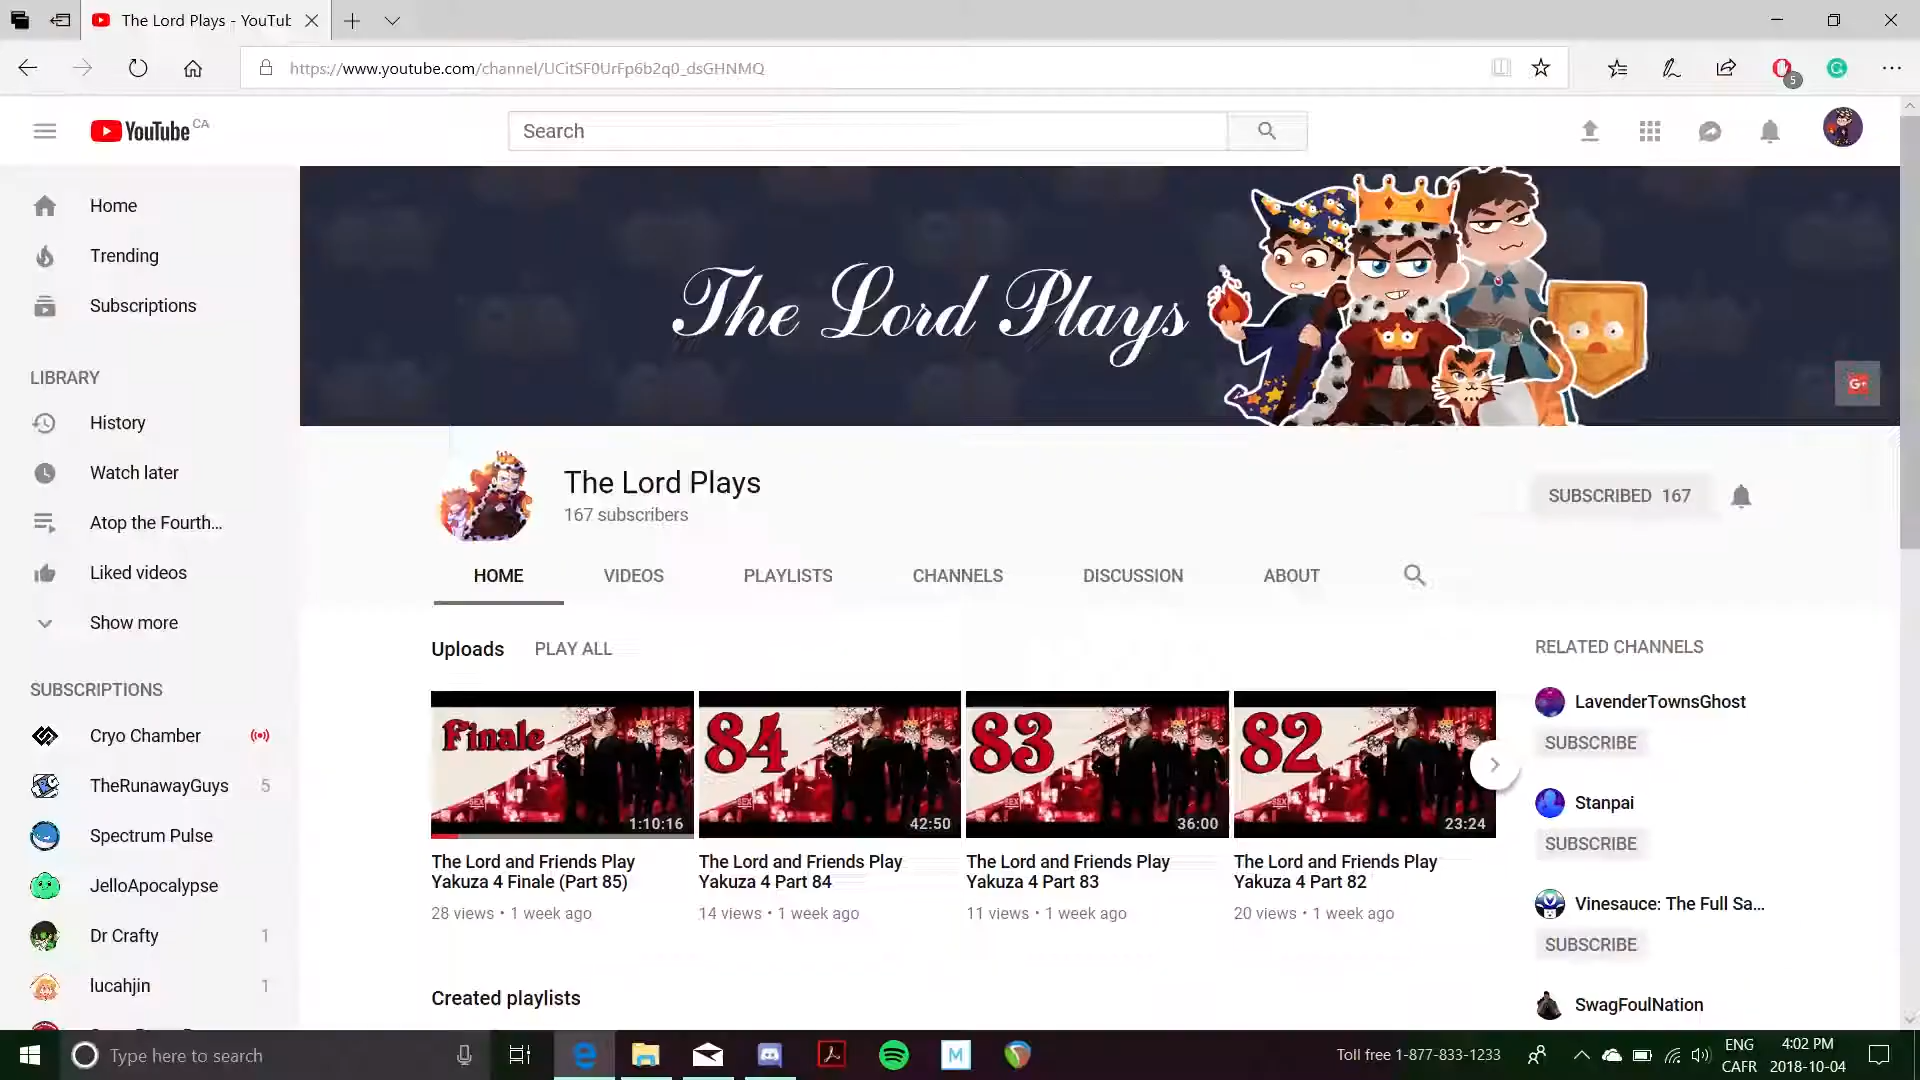 The Lord Plays - YouTub
https://www.youtube.com/channel/UCitSF0UrFp6b2q0_dsGHNMQ
5
YouTube CA
Search
Home
Trending
Subscriptions
LIBRARY
History
Watch later
Atop the Fourth...
Liked videos
Show more
SUBSCRIPTIONS
Cryo Chamber
TheRunawayGuys 5
Spectrum Pulse
JelloApocalypse
Dr Crafty 1
lucahjin 1
The Lord Plays
G+
The Lord Plays
167 subscribers
SUBSCRIBED 167
HOME VIDEOS PLAYLISTS CHANNELS DISCUSSION ABOUT
Uploads PLAY ALL
Finale
1:10:16
The Lord and Friends Play
Yakuza 4 Finale (Part 85)
28 views • 1 week ago
84
42:50
The Lord and Friends Play
Yakuza 4 Part 84
14 views • 1 week ago
83
36:00
The Lord and Friends Play
Yakuza 4 Part 83
11 views • 1 week ago
82
23:24
The Lord and Friends Play
Yakuza 4 Part 82
20 views • 1 week ago
Created playlists
RELATED CHANNELS
LavenderTownsGhost
SUBSCRIBE
Stanpai
SUBSCRIBE
Vinesauce: The Full Sa...
SUBSCRIBE
SwagFoulNation
Type here to search
M
Toll free 1-877-833-1233
ENG
CAFR
4:02 PM
2018-10-04